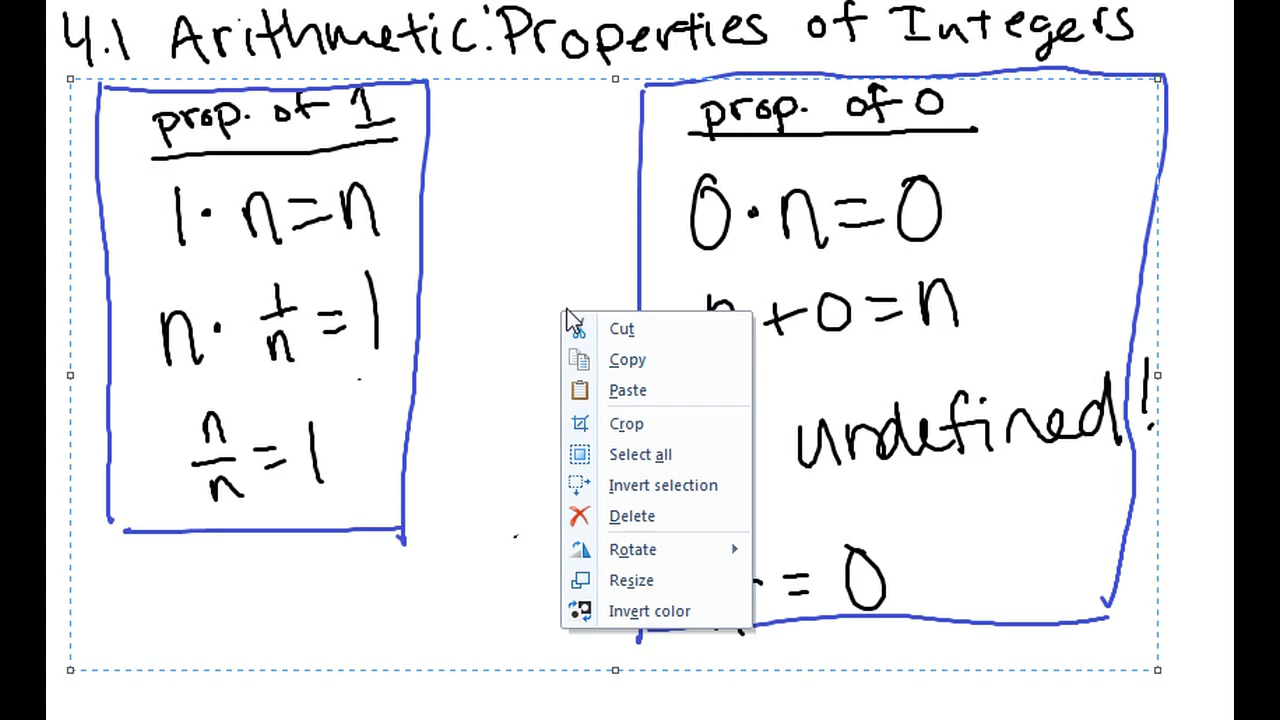 4.1 Arithmetic: Properties of Integers
prop. of 1
1 · n = n
n · 1/n = 1
n/n = 1
prop. of 0
0 · n = 0
n + 0 = n
undefined!
= 0
Cut
Copy
Paste
Crop
Select all
Invert selection
Delete
Rotate
Resize
Invert color